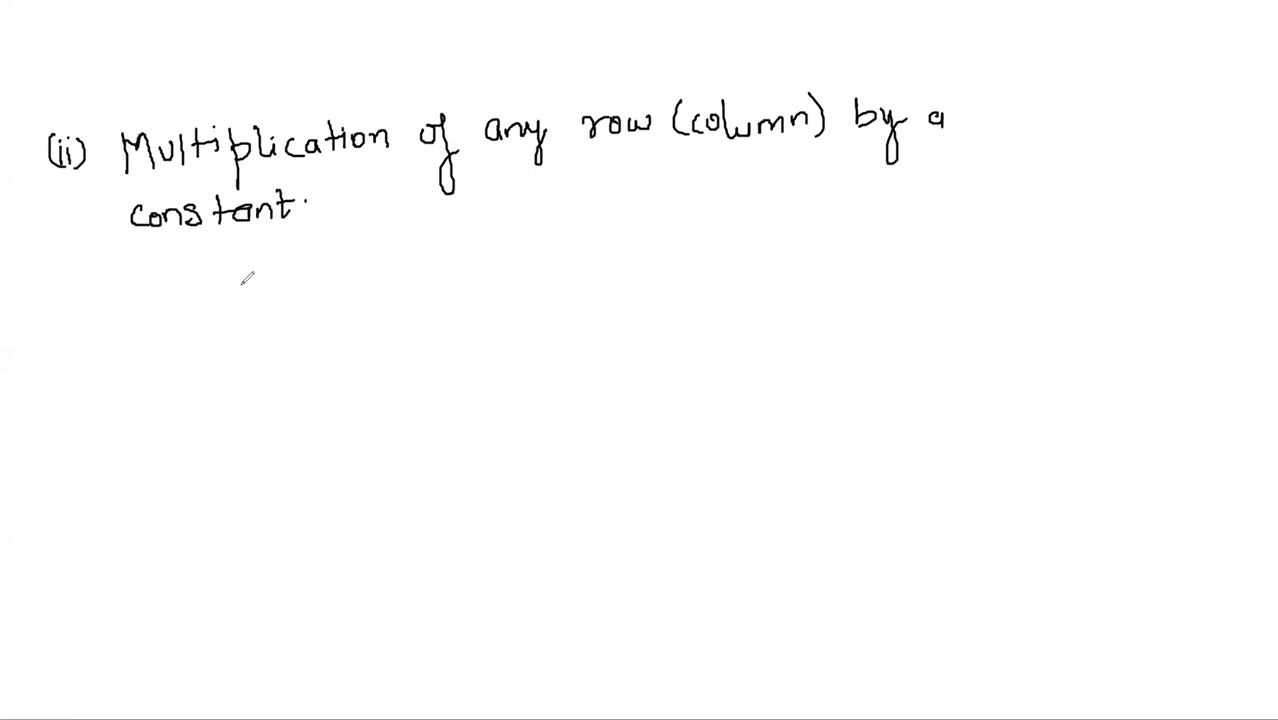 (ii) Multiplication of any row (column) by a
constant.